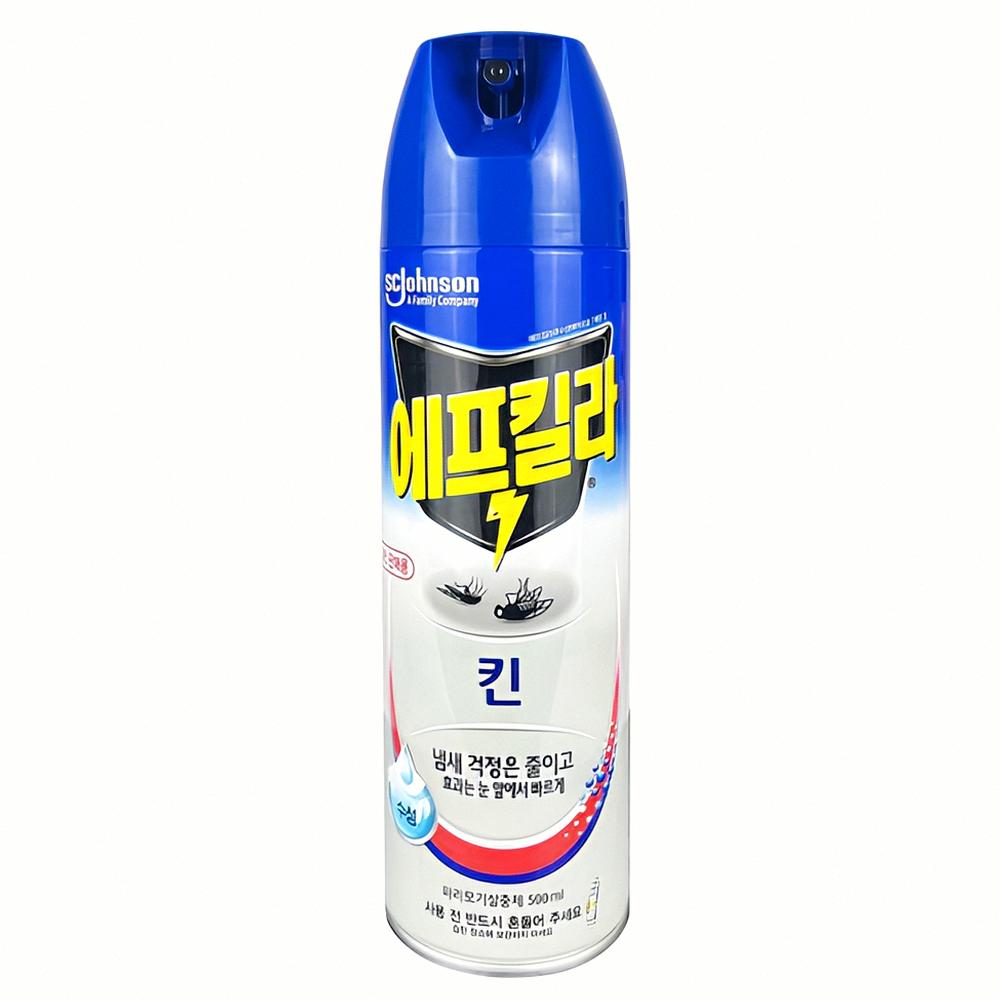 scJohnson
A Family Company
에프킬라
®
킨
냄새 걱정은 줄이고
효과는 눈 앞에서 빠르게
수성
파리모기살충제 500ml
사용 전 반드시 흔들어 주세요